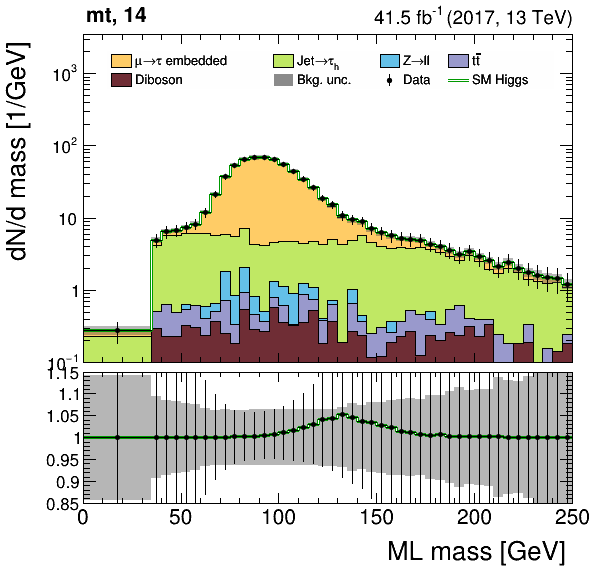 mt, 14
41.5 fb⁻¹ (2017, 13 TeV)
dN/d mass [1/GeV]
10³
10²
10
1
10⁻¹
μ→τ embedded
Jet→τₕ
Z→ll
tt̄
Diboson
Bkg. unc.
Data
SM Higgs
1.15
1.1
1.05
1
0.95
0.9
0.85
0 50 100 150 200 250
ML mass [GeV]